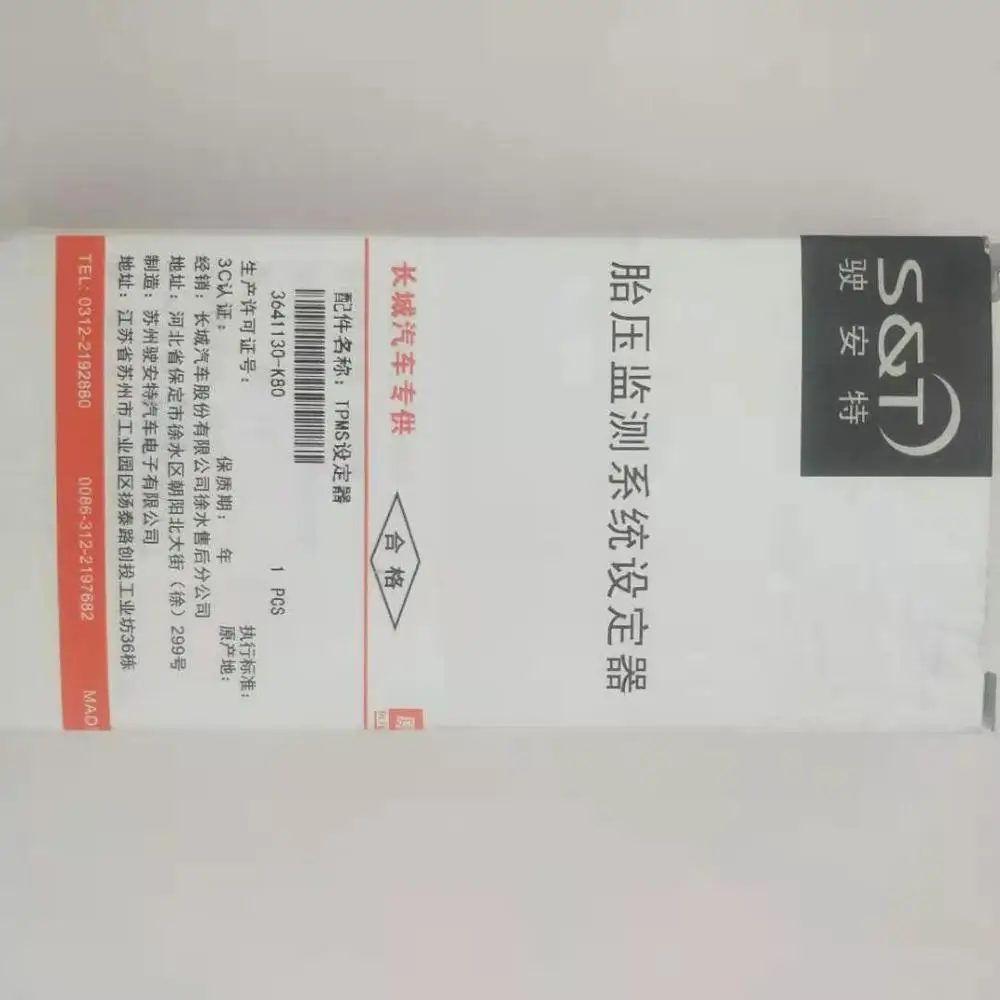 S&T
驶安特
胎压监测系统设定器
长城汽车专供
合格
配件名称：TPMS设定器
3641130-K80
1 PCS
生产许可证号：
执行标准：
3C认证：
保质期： 年
原产地：
经销：长城汽车股份有限公司徐水售后分公司
地址：河北省保定市徐水区朝阳北大街（徐）299号
制造：苏州驶安特汽车电子有限公司
地址：江苏省苏州市工业园区扬泰路创投工业坊36栋
TEL: 0312-2192860 0086-312-2197682 MAD